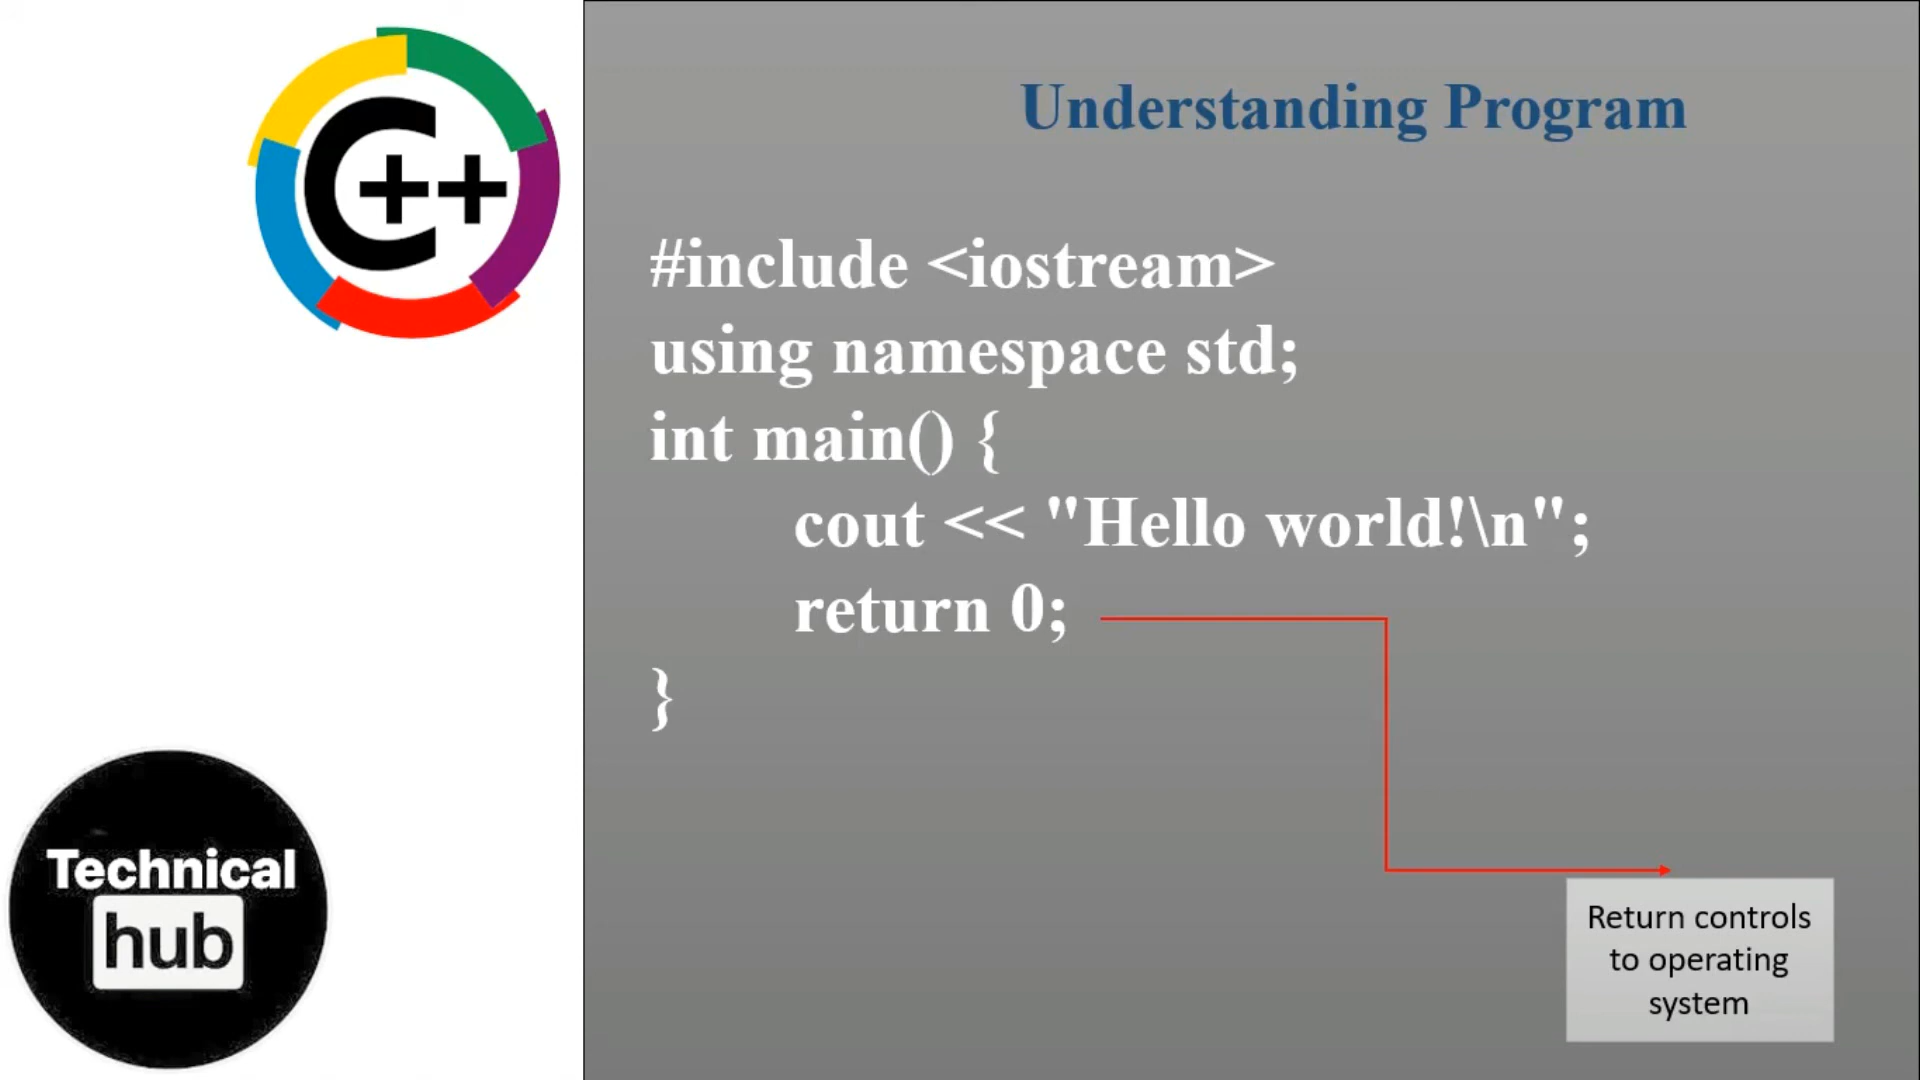 C++
Understanding Program
#include <iostream>
using namespace std;
int main() {
cout << "Hello world!\n";
return 0;
}
Return controls
to operating
system
Technical
hub